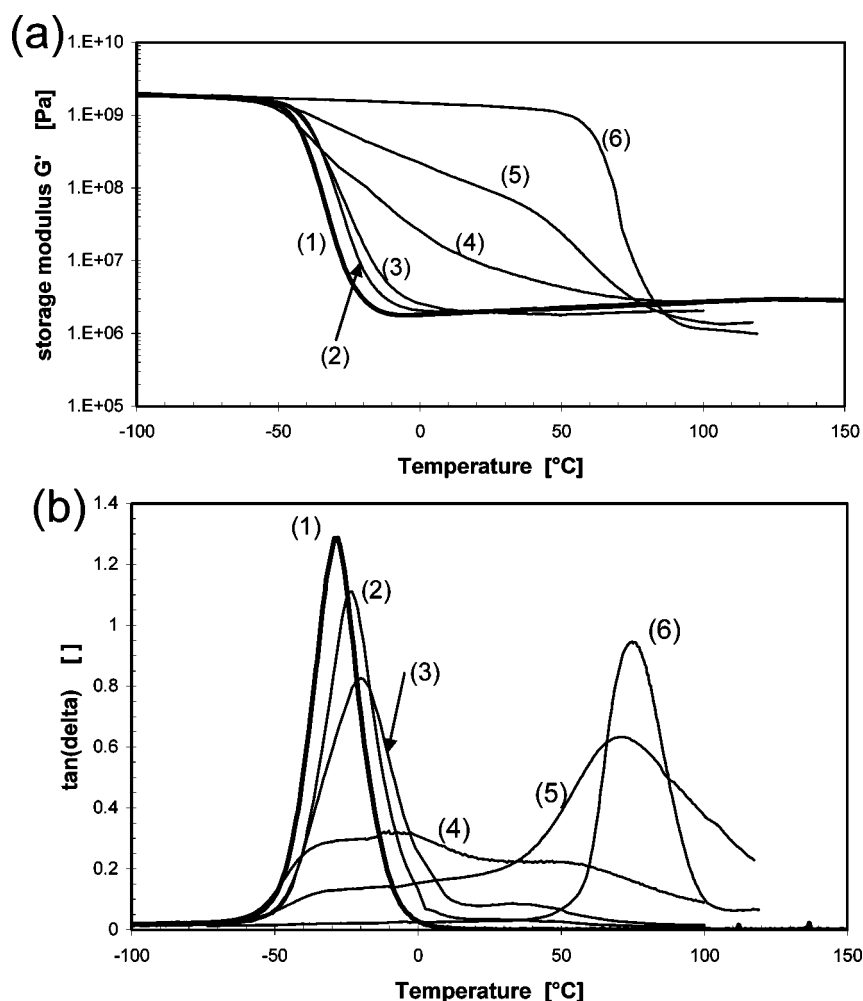 (a)
storage modulus G' [Pa]
1.E+10
1.E+09
1.E+08
1.E+07
1.E+06
1.E+05
(6)
(5)
(4)
(1)
(3)
(2)
-100
-50
0
50
100
150
Temperature [°C]
(b)
tan(delta) [ ]
1.4
1.2
1
0.8
0.6
0.4
0.2
0
(1)
(2)
(3)
(6)
(5)
(4)
-100
-50
0
50
100
150
Temperature [°C]